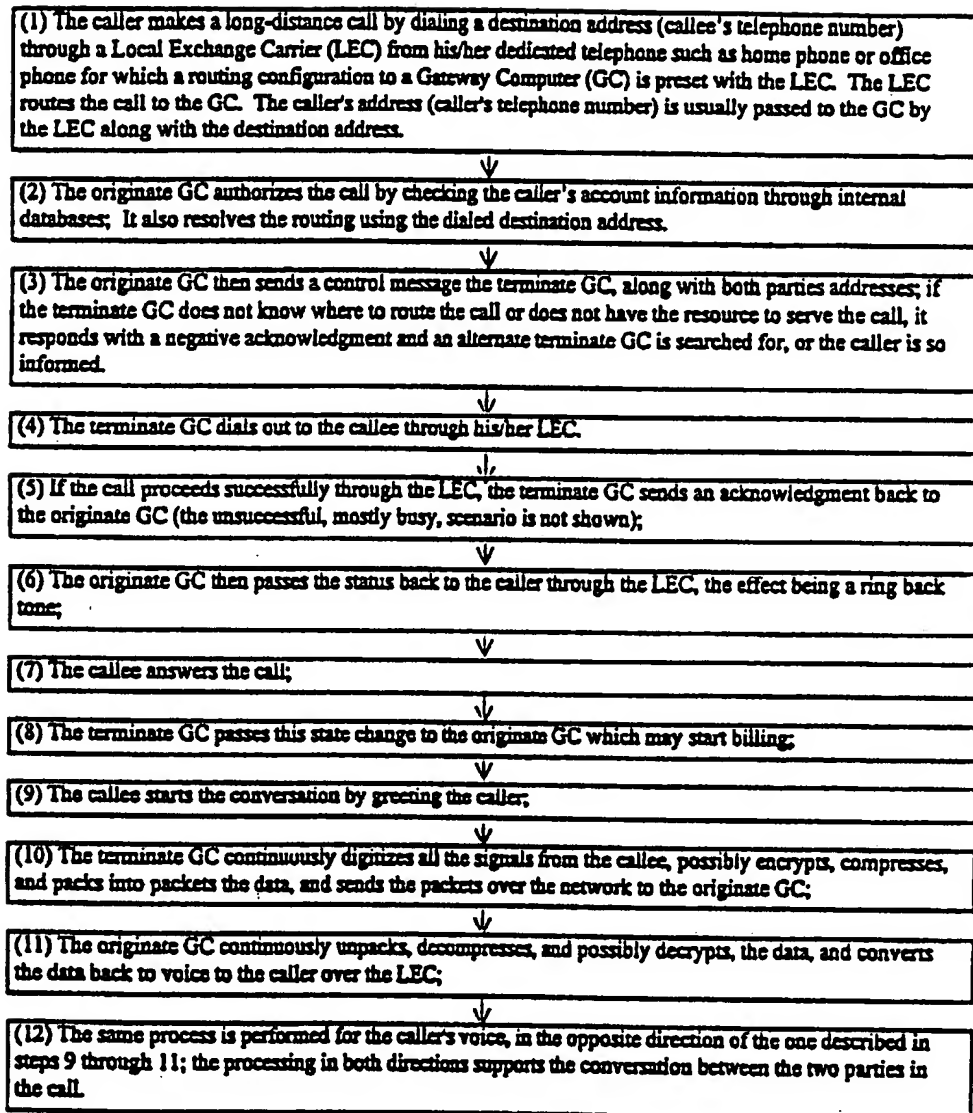 (1) The caller makes a long-distance call by dialing a destination address (callee's telephone number)
through a Local Exchange Carrier (LEC) from his/her dedicated telephone such as home phone or office
phone for which a routing configuration to a Gateway Computer (GC) is preset with the LEC. The LEC
routes the call to the GC. The caller's address (caller's telephone number) is usually passed to the GC by
the LEC along with the destination address.
(2) The originate GC authorizes the call by checking the caller's account information through internal
databases; It also resolves the routing using the dialed destination address.
(3) The originate GC then sends a control message the terminate GC, along with both parties addresses; if
the terminate GC does not know where to route the call or does not have the resource to serve the call, it
responds with a negative acknowledgment and an alternate terminate GC is searched for, or the caller is so
informed.
(4) The terminate GC dials out to the callee through his/her LEC.
(5) If the call proceeds successfully through the LEC, the terminate GC sends an acknowledgment back to
the originate GC (the unsuccessful, mostly busy, scenario is not shown);
(6) The originate GC then passes the status back to the caller through the LEC, the effect being a ring back
tone;
(7) The callee answers the call;
(8) The terminate GC passes this state change to the originate GC which may start billing;
(9) The callee starts the conversation by greeting the caller;
(10) The terminate GC continuously digitizes all the signals from the callee, possibly encrypts, compresses,
and packs into packets the data, and sends the packets over the network to the originate GC;
(11) The originate GC continuously unpacks, decompresses, and possibly decrypts, the data, and converts
the data back to voice to the caller over the LEC;
(12) The same process is performed for the caller's voice, in the opposite direction of the one described in
steps 9 through 11; the processing in both directions supports the conversation between the two parties in
the call.